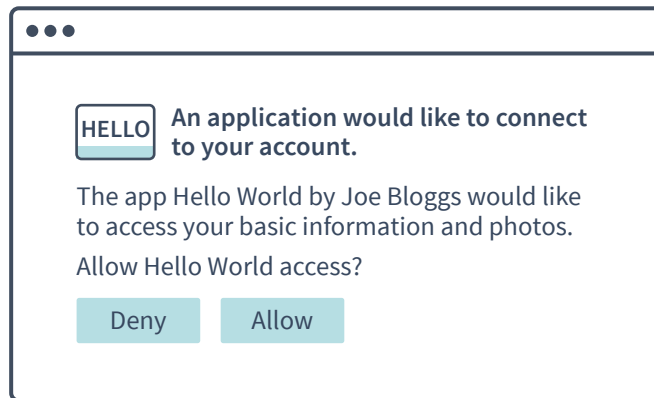 HELLO
An application would like to connect
to your account.
The app Hello World by Joe Bloggs would like
to access your basic information and photos.
Allow Hello World access?
Deny
Allow